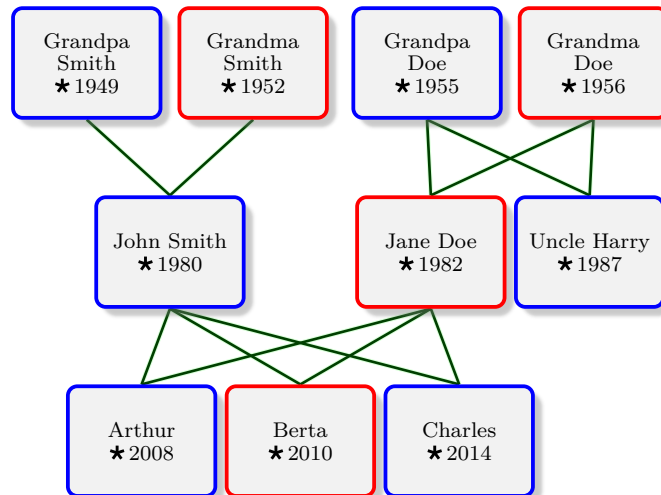 Grandpa
Smith
★ 1949
Grandma
Smith
★ 1952
Grandpa
Doe
★ 1955
Grandma
Doe
★ 1956
John Smith
★ 1980
Jane Doe
★ 1982
Uncle Harry
★ 1987
Arthur
★ 2008
Berta
★ 2010
Charles
★ 2014